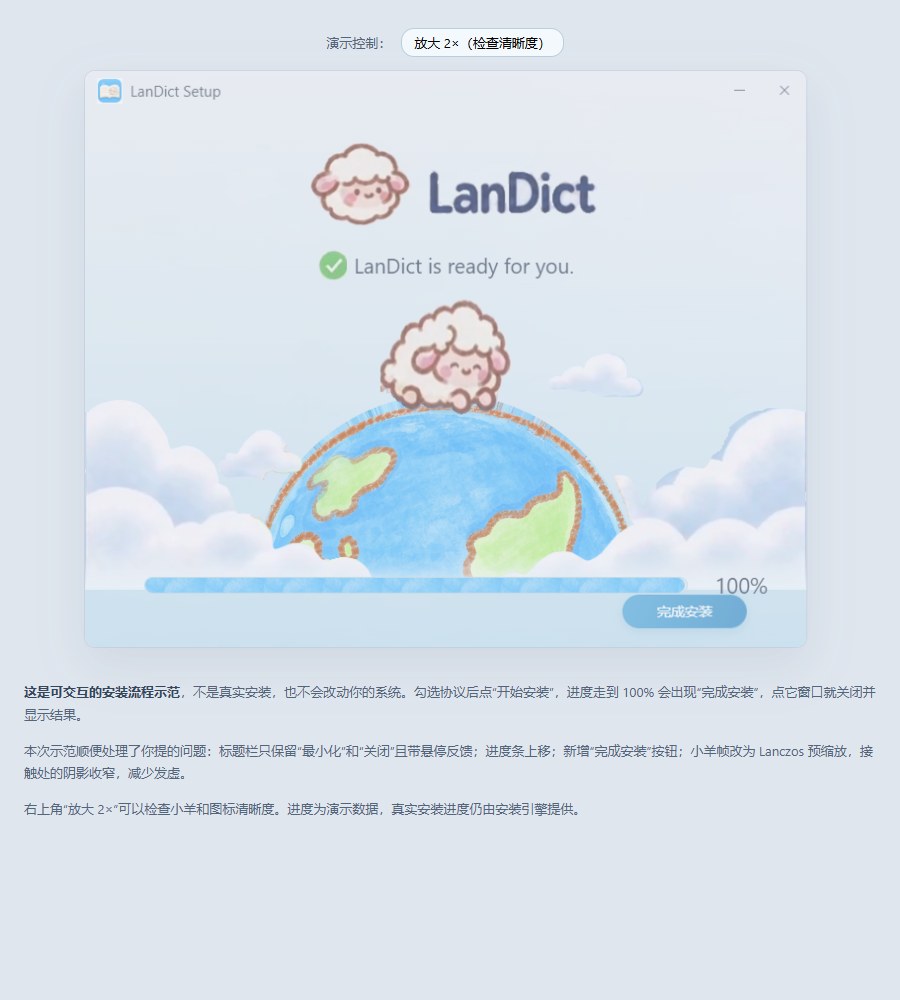 演示控制： 放大 2×（检查清晰度）
LanDict Setup
LanDict
LanDict is ready for you.
100%
完成安装
这是可交互的安装流程示范，不是真实安装，也不会改动你的系统。勾选协议后点“开始安装”，进度走到 100% 会出现“完成安装”，点它窗口就关闭并
显示结果。
本次示范顺便处理了你提的问题：标题栏只保留“最小化”和“关闭”且带悬停反馈；进度条上移；新增“完成安装”按钮；小羊帧改为 Lanczos 预缩放，接
触处的阴影收窄，减少发虚。
右上角“放大 2×”可以检查小羊和图标清晰度。进度为演示数据，真实安装进度仍由安装引擎提供。